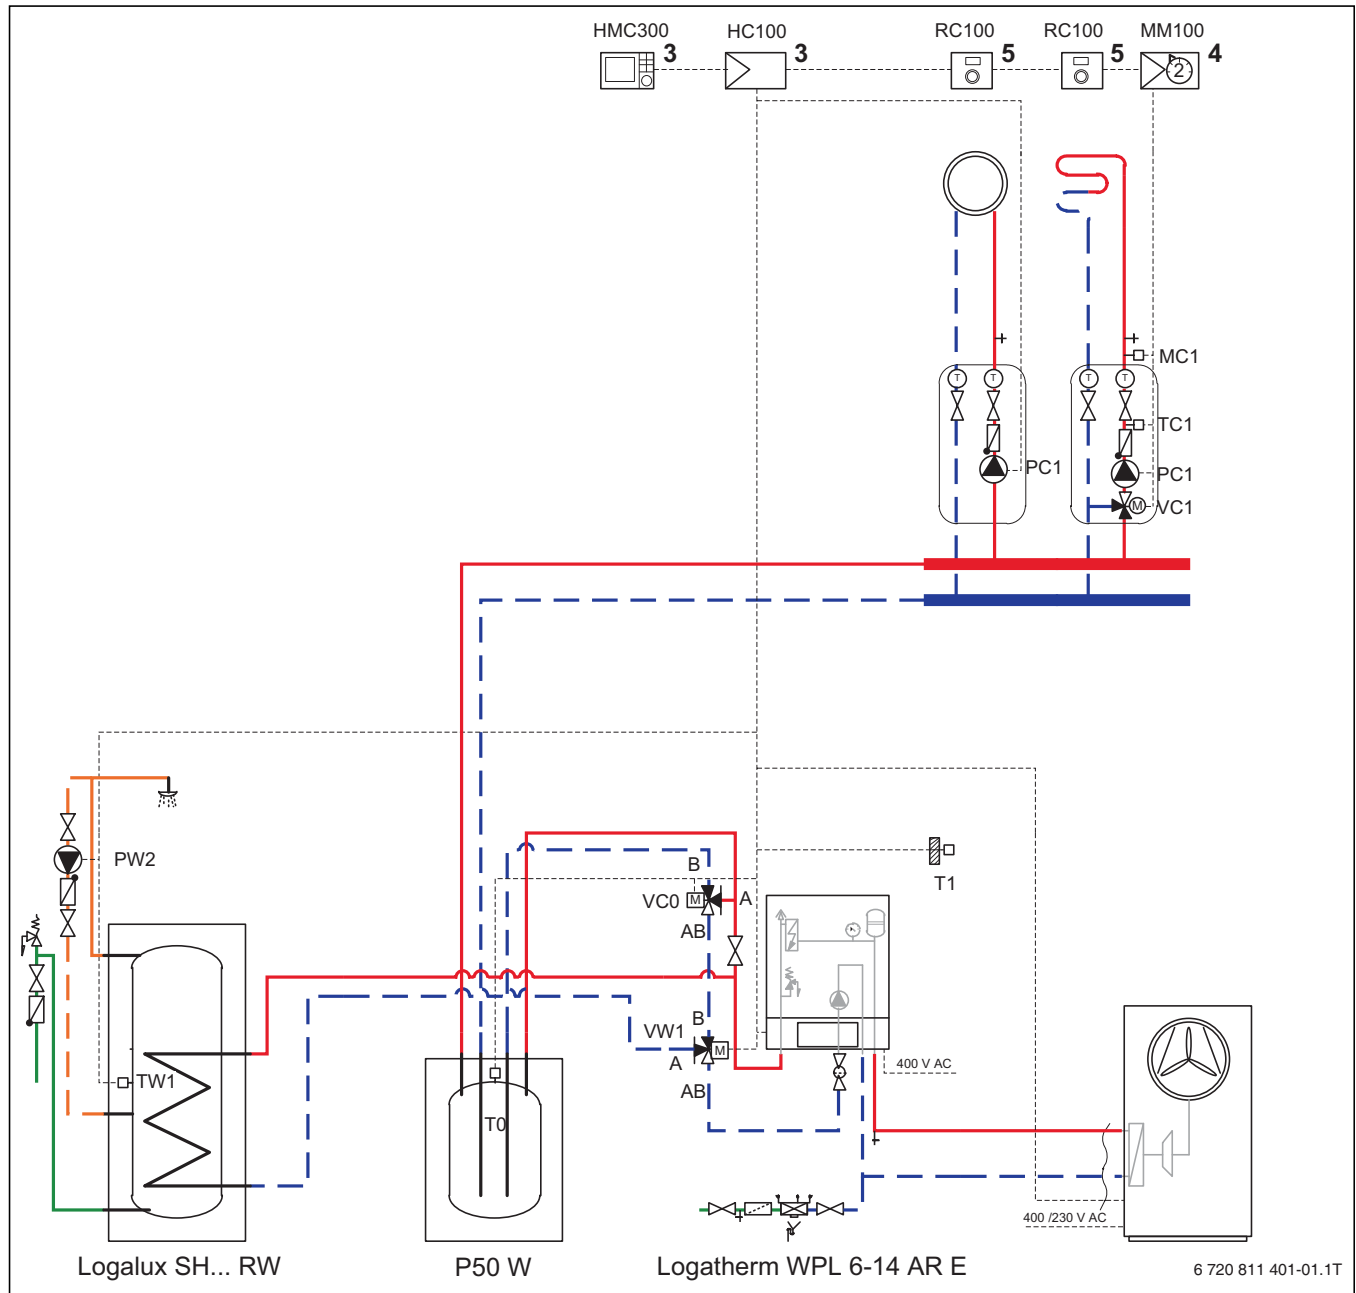 HMC300 HC100 RC100 RC100 MM100
3 3 5 5 4
2
MC1
T T T T
TC1
PC1 PC1
M VC1
PW2
T1
B
VC0 M A
AB
B
VW1 M
A
AB
400 V AC
TW1
T0
400 /230 V AC
Logalux SH... RW P50 W Logatherm WPL 6-14 AR E
6 720 811 401-01.1T